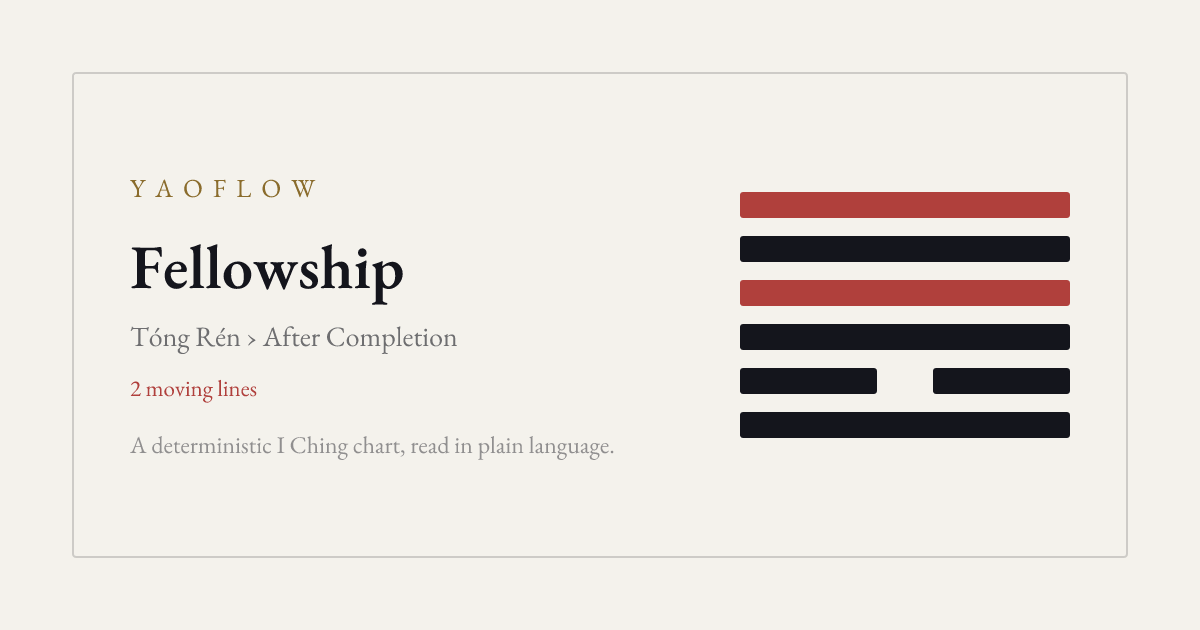 YAOFLOW
Fellowship
Tóng Rén › After Completion
2 moving lines
A deterministic I Ching chart, read in plain language.